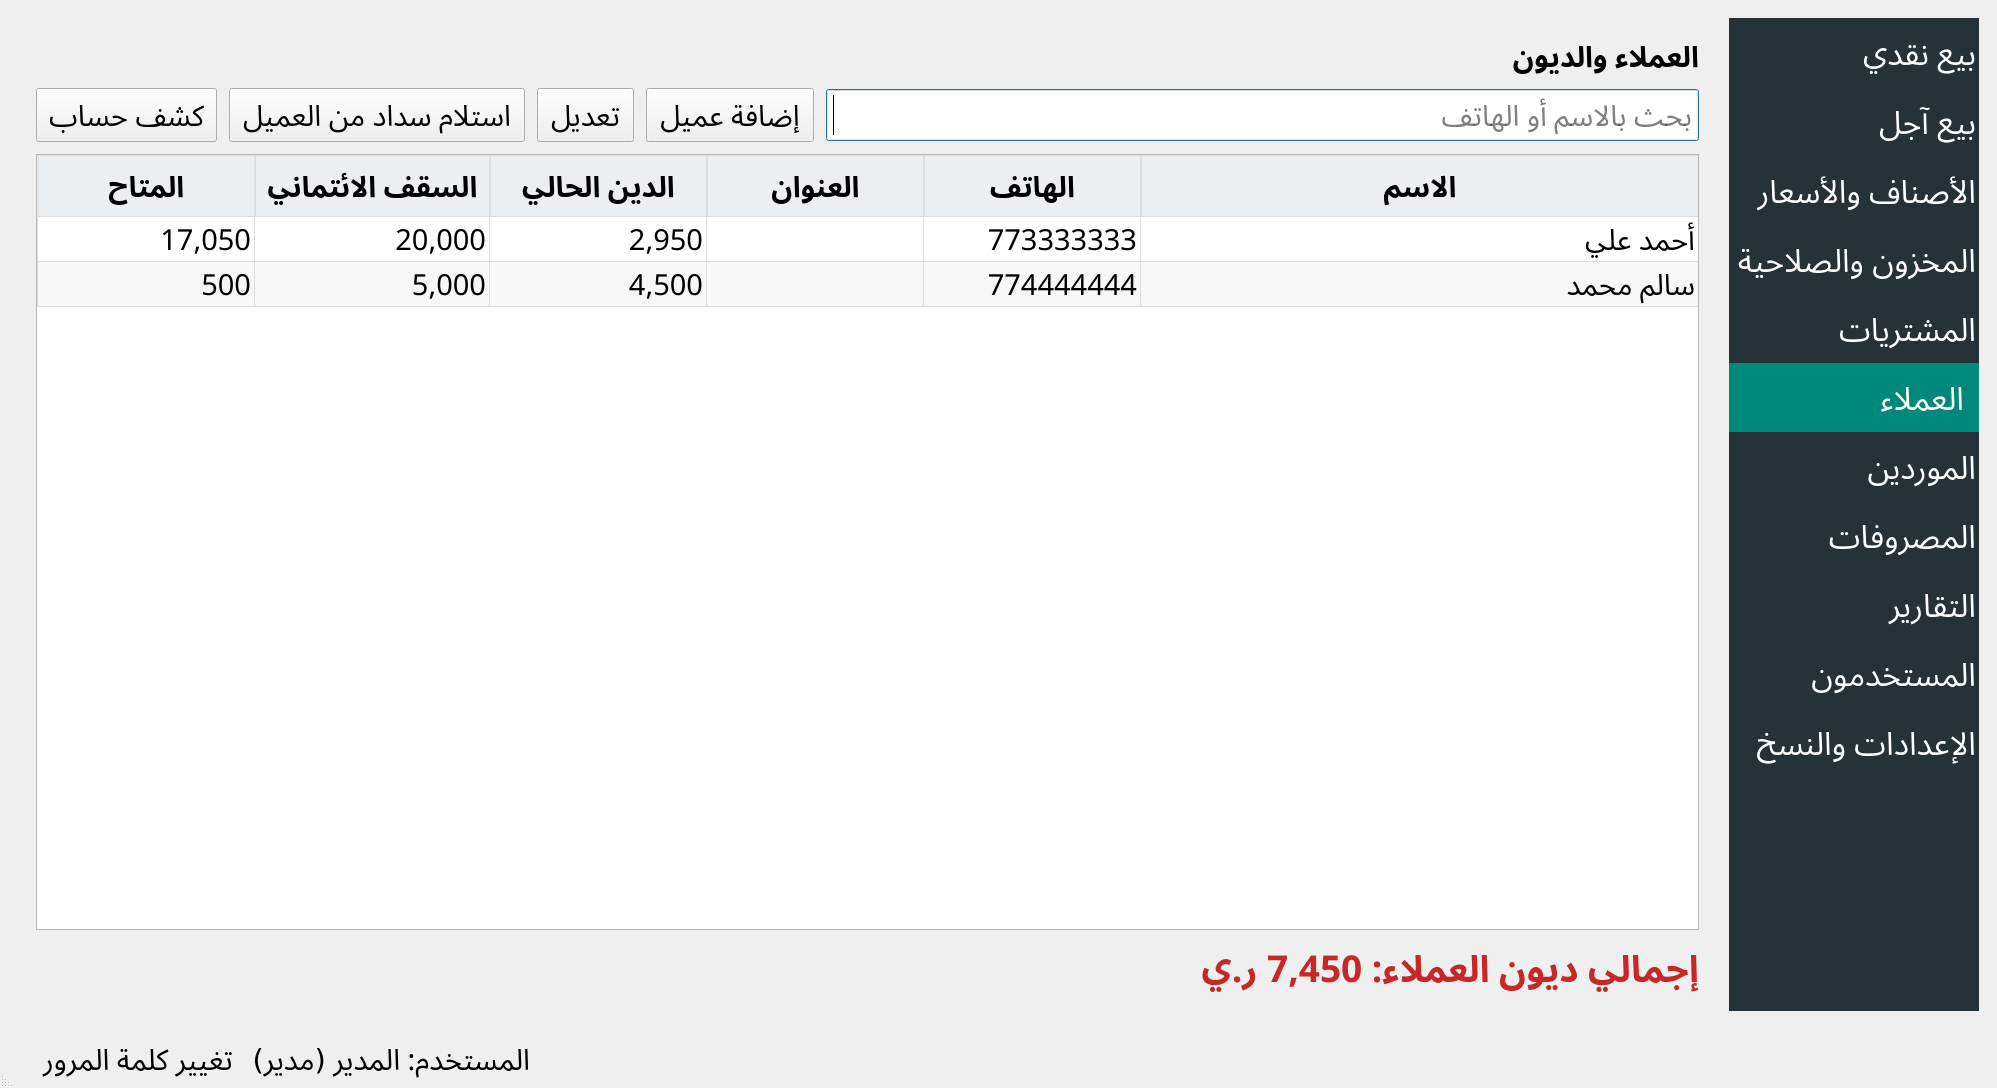 بيع نقدي
بيع آجل
الأصناف والأسعار
المخزون والصلاحية
المشتريات
العملاء
الموردين
المصروفات
التقارير
المستخدمون
الإعدادات والنسخ
العملاء والديون
بحث بالاسم أو الهاتف
إضافة عميل
تعديل
استلام سداد من العميل
كشف حساب
الاسم الهاتف العنوان الدين الحالي السقف الائتماني المتاح
أحمد علي 773333333 2,950 20,000 17,050
سالم محمد 774444444 4,500 5,000 500
إجمالي ديون العملاء: 7,450 ر.ي
المستخدم: المدير (مدير) تغيير كلمة المرور